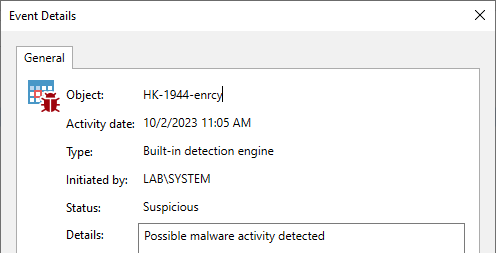 Event Details
General
Object: HK-1944-enrcy
Activity date: 10/2/2023 11:05 AM
Type: Built-in detection engine
Initiated by: LAB\SYSTEM
Status: Suspicious
Details: Possible malware activity detected